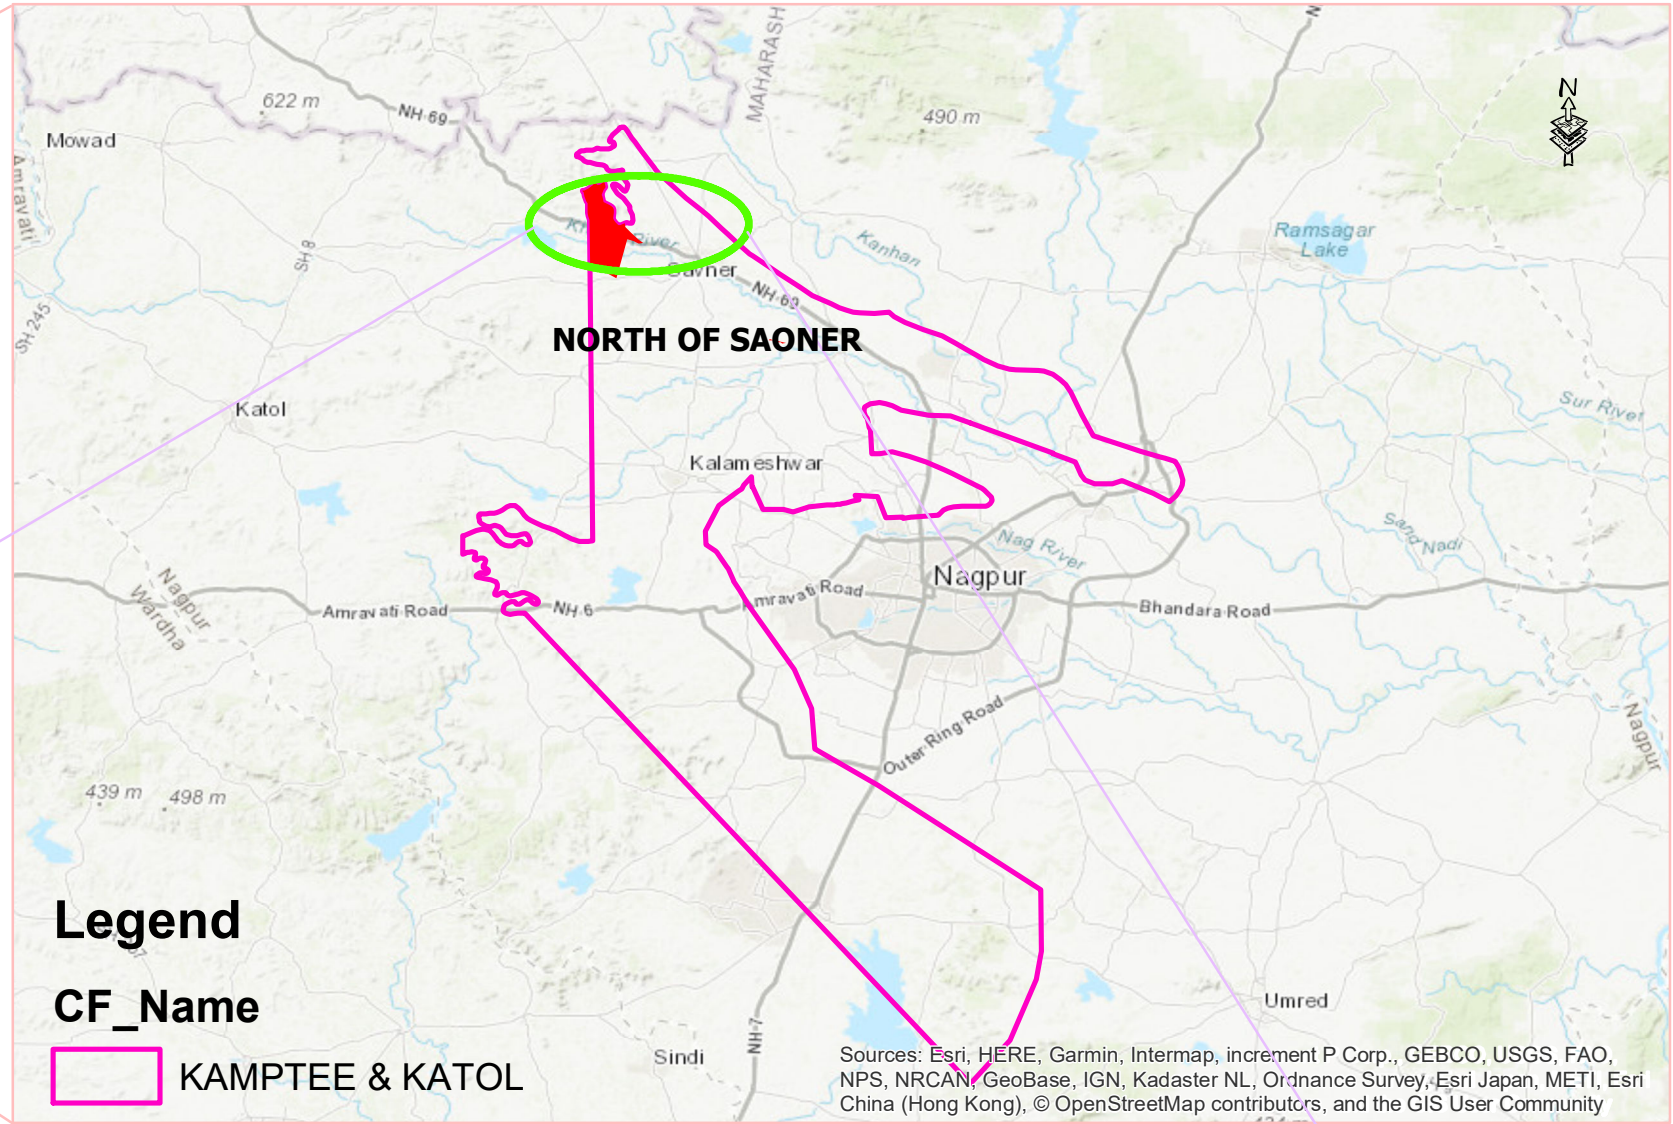 N
MAHARASH
622 m
NH-69
490 m
N
Mowad
Amravati
SH 8
Kanhan
Ramsagar
Lake
River
NH-69
SH 245
NORTH OF SAONER
Katol
Sur River
Kalameshwar
Sand Nadi
Nag River
Nagpur
Nagpur
Wardha
Amravati Road
NH-6
Amravati Road
Bhandara Road
Outer Ring Road
Nagpur
439 m
498 m
Legend
CF_Name
KAMPTEE & KATOL
Umred
Sindi
NH-7
Sources: Esri, HERE, Garmin, Intermap, increment P Corp., GEBCO, USGS, FAO,
NPS, NRCAN, GeoBase, IGN, Kadaster NL, Ordnance Survey, Esri Japan, METI, Esri
China (Hong Kong), © OpenStreetMap contributors, and the GIS User Community